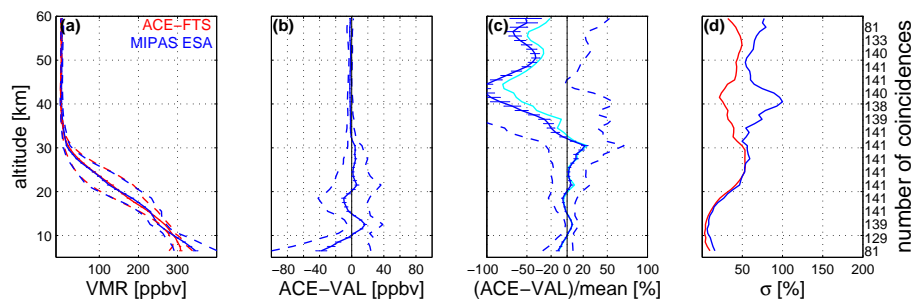 (a) ACE−FTS
MIPAS ESA
(b)
(c)
(d)
60
50
40
30
20
10
altitude [km]
100 200 300
VMR [ppbv]
−80 −40 0 40 80
ACE−VAL [ppbv]
−100 −50 −20 0 20 50 100
(ACE−VAL)/mean [%]
50 100 150 200
σ [%]
81
133
140
141
141
140
138
139
141
141
141
141
141
141
139
129
81
number of coincidences